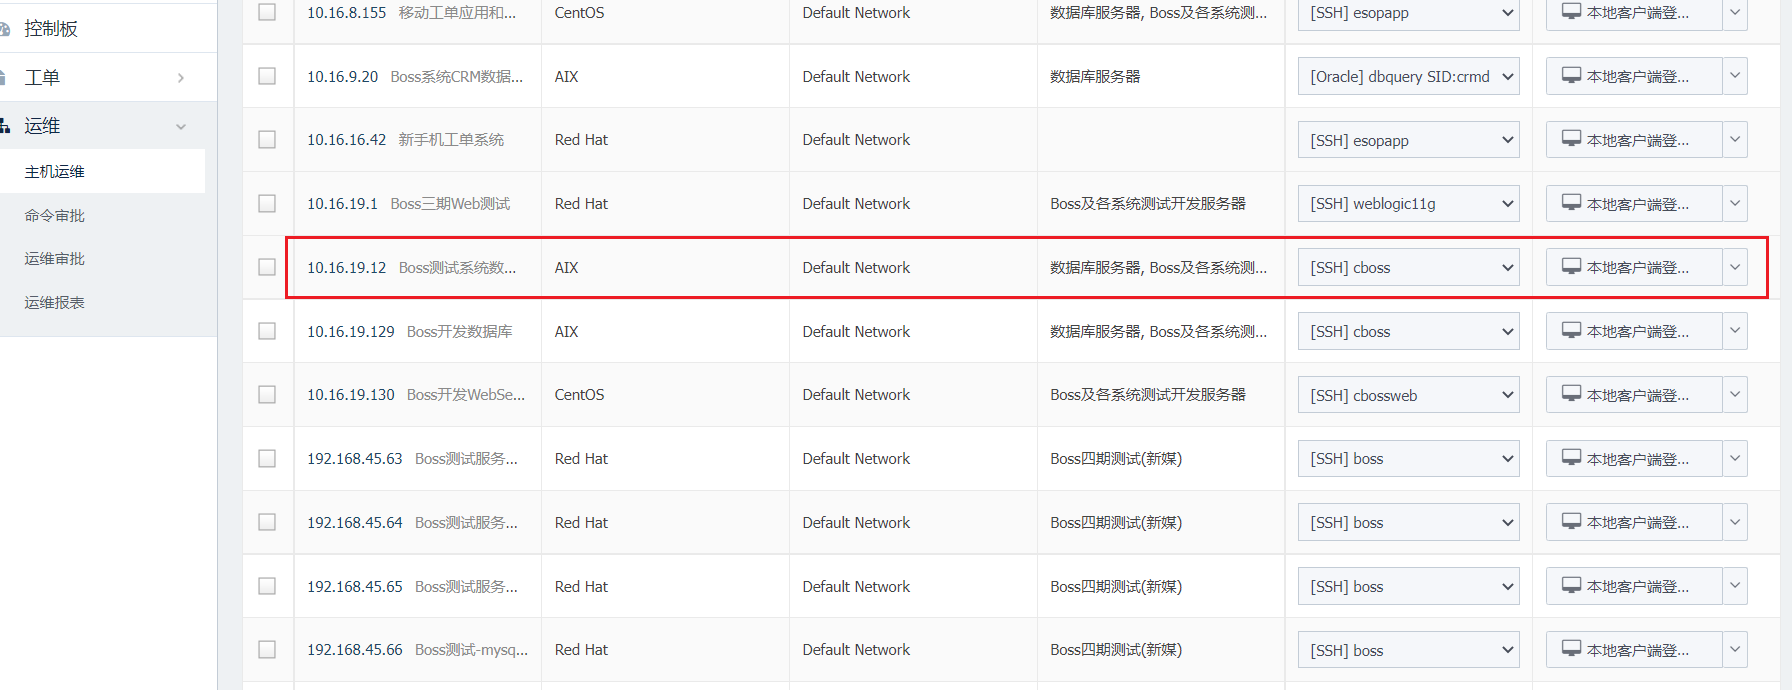 控制板
工单
运维
主机运维
命令审批
运维审批
运维报表
10.16.8.155 移动工单应用和... CentOS Default Network 数据库服务器, Boss及各系统测... [SSH] esopapp 本地客户端登...
10.16.9.20 Boss系统CRM数据... AIX Default Network 数据库服务器 [Oracle] dbquery SID:crmd 本地客户端登...
10.16.16.42 新手机工单系统 Red Hat Default Network [SSH] esopapp 本地客户端登...
10.16.19.1 Boss三期Web测试 Red Hat Default Network Boss及各系统测试开发服务器 [SSH] weblogic11g 本地客户端登...
10.16.19.12 Boss测试系统数... AIX Default Network 数据库服务器, Boss及各系统测... [SSH] cboss 本地客户端登...
10.16.19.129 Boss开发数据库 AIX Default Network 数据库服务器, Boss及各系统测... [SSH] cboss 本地客户端登...
10.16.19.130 Boss开发WebSe... CentOS Default Network Boss及各系统测试开发服务器 [SSH] cbossweb 本地客户端登...
192.168.45.63 Boss测试服务... Red Hat Default Network Boss四期测试(新媒) [SSH] boss 本地客户端登...
192.168.45.64 Boss测试服务... Red Hat Default Network Boss四期测试(新媒) [SSH] boss 本地客户端登...
192.168.45.65 Boss测试服务... Red Hat Default Network Boss四期测试(新媒) [SSH] boss 本地客户端登...
192.168.45.66 Boss测试-mysq... Red Hat Default Network Boss四期测试(新媒) [SSH] boss 本地客户端登...